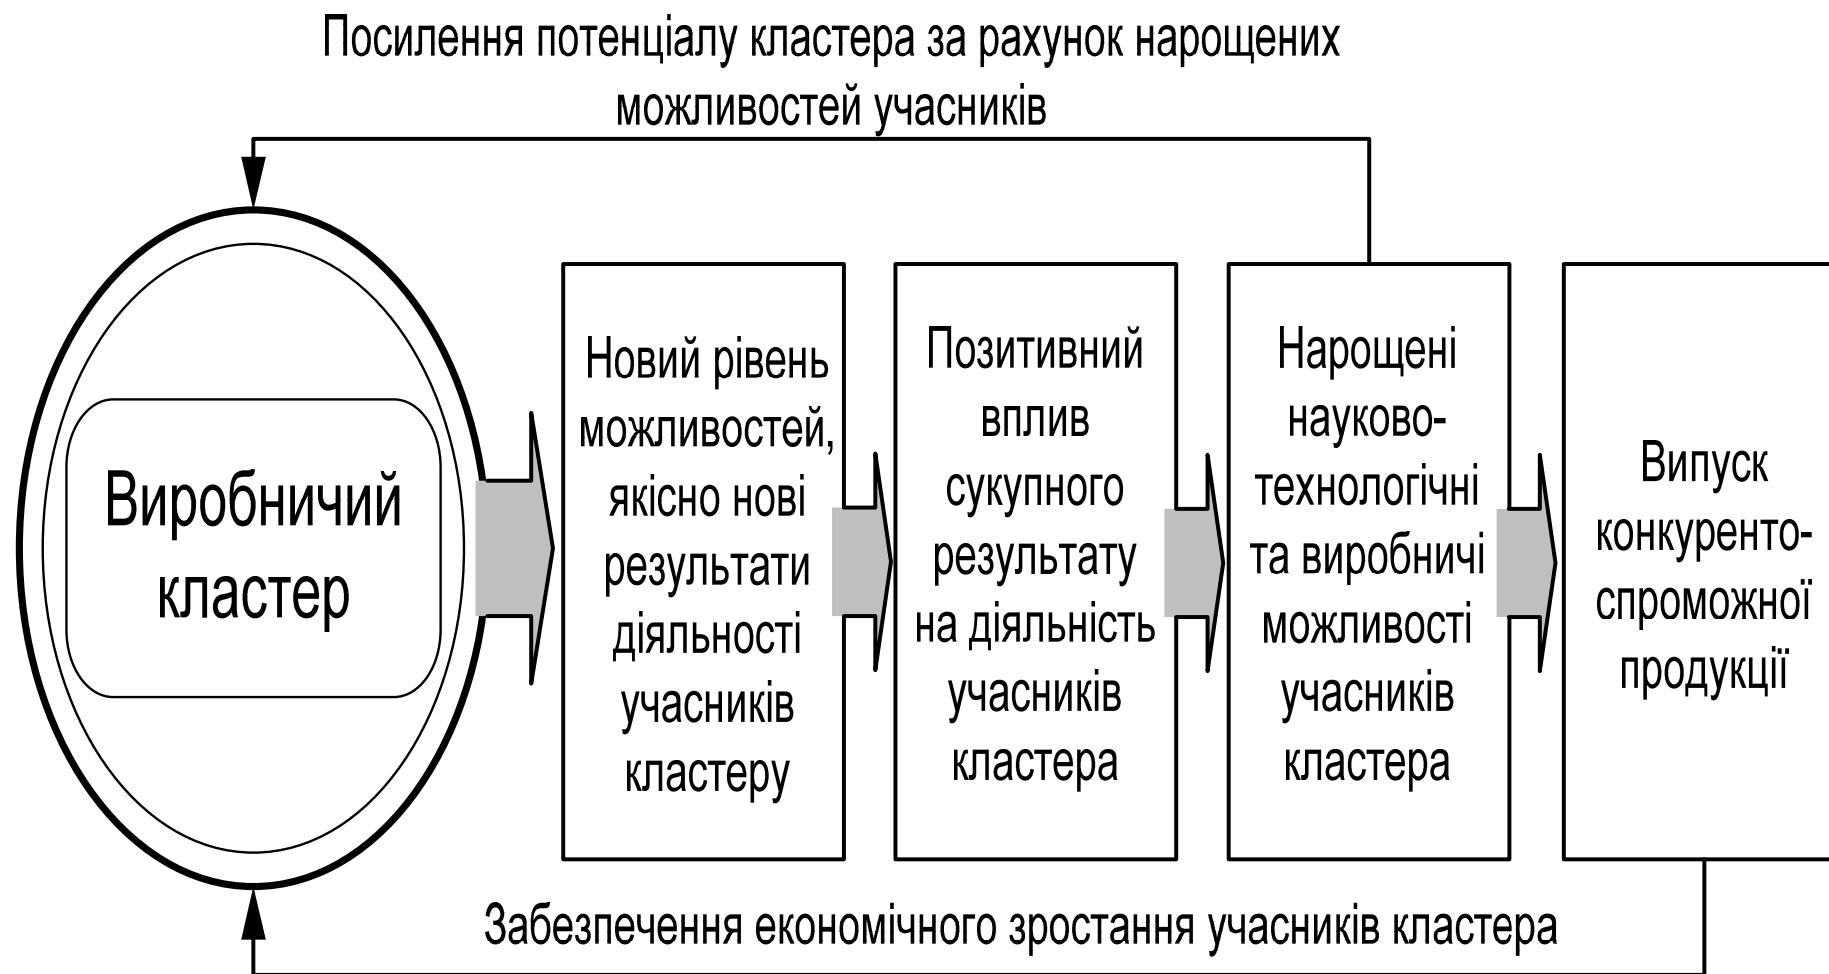 Посилення потенціалу кластера за рахунок нарощених
можливостей учасників
Виробничий
кластер
Новий рівень
можливостей,
якісно нові
результати
діяльності
учасників
кластеру
Позитивний
вплив
сукупного
результату
на діяльність
учасників
кластера
Нарощені
науково-
технологічні
та виробничі
можливості
учасників
кластера
Випуск
конкуренто-
спроможної
продукції
Забезпечення економічного зростання учасників кластера